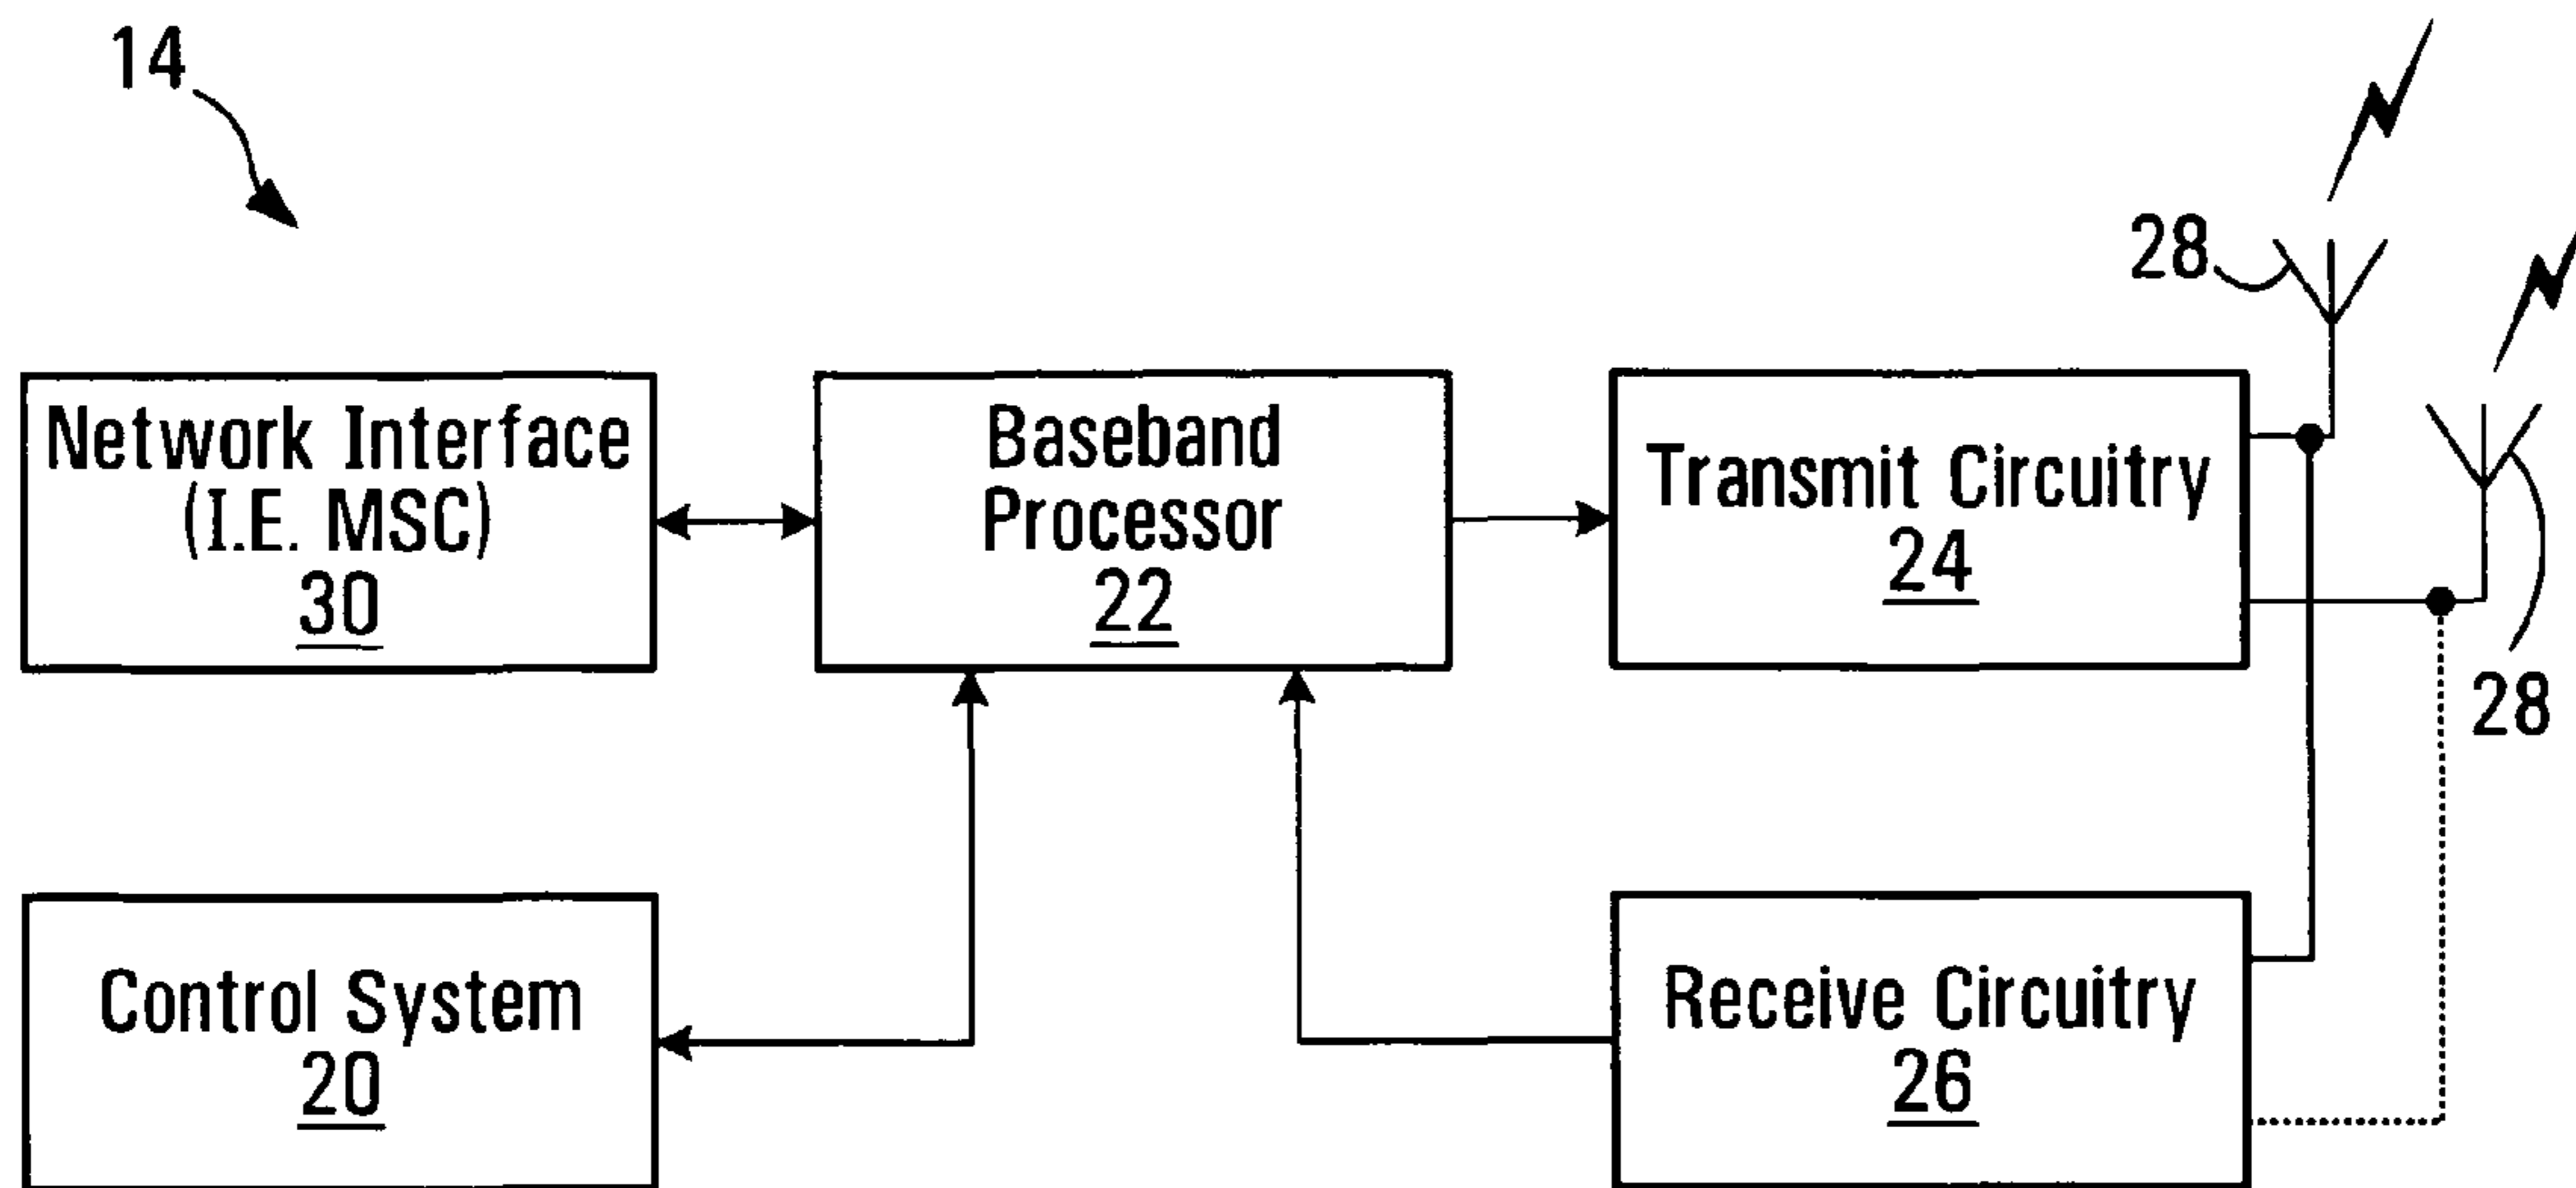 14
28
28
Network Interface
(I.E. MSC)
30
Baseband
Processor
22
Transmit Circuitry
24
Control System
20
Receive Circuitry
26